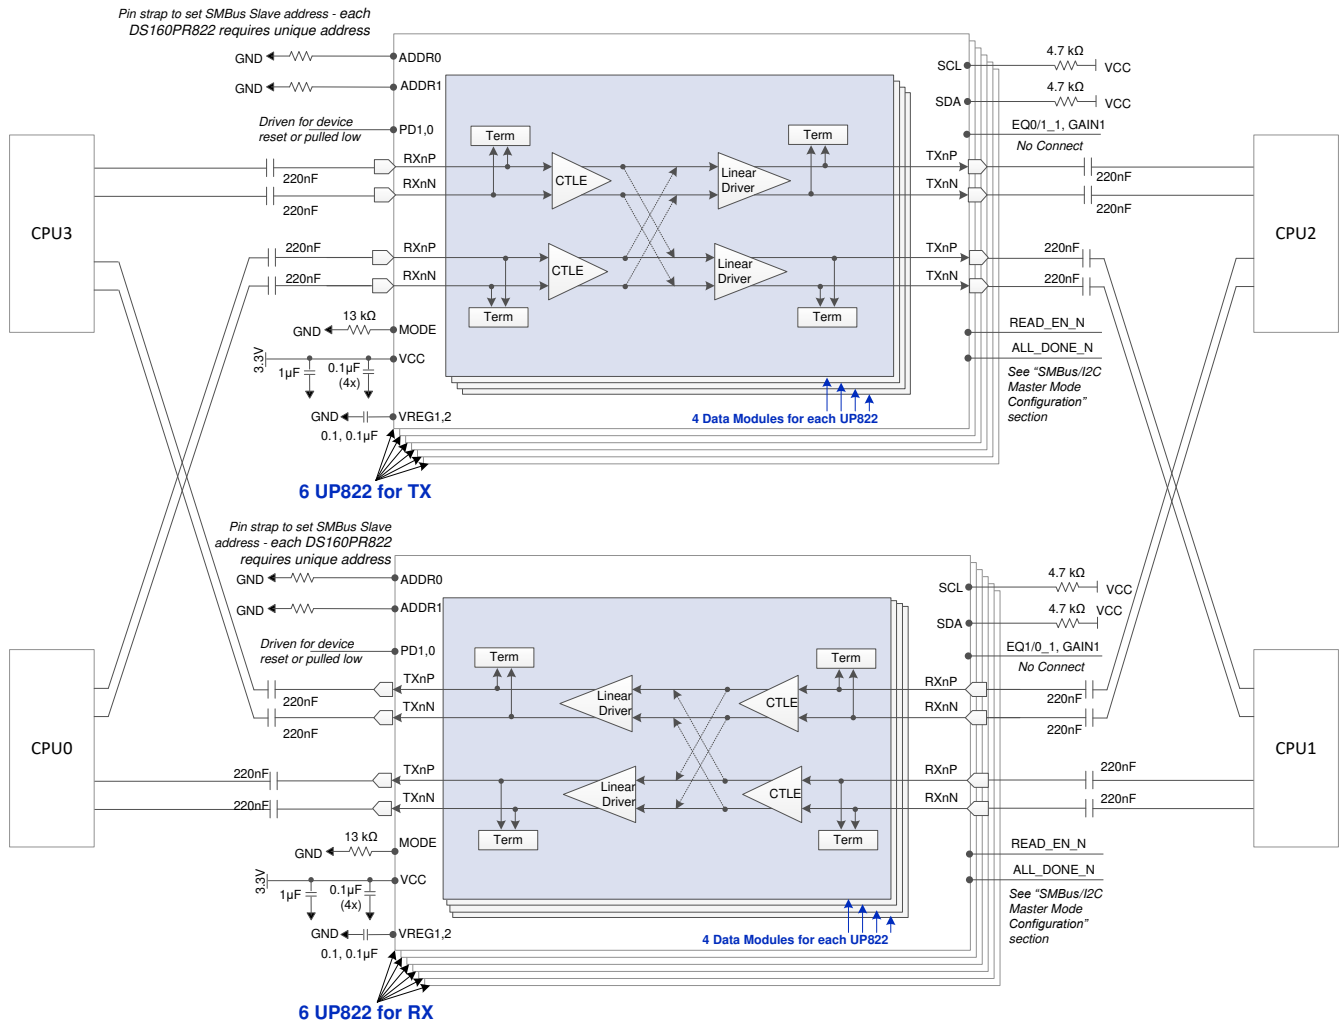 Pin strap to set SMBus Slave address - each
DS160PR822 requires unique address
GND
ADDR0
GND
ADDR1
Driven for device
reset or pulled low
PD1,0
SCL
4.7 kΩ
VCC
SDA
4.7 kΩ
VCC
EQ0/1_1, GAIN1
No Connect
Term
Term
RXnP
RXnN
220nF
220nF
CTLE
Linear
Driver
TXnP
TXnN
220nF
220nF
CPU3
CPU2
220nF
220nF
RXnP
RXnN
CTLE
Linear
Driver
TXnP
TXnN
220nF
220nF
Term
Term
13 kΩ
GND
MODE
3.3V
VCC
1µF
0.1µF
(4x)
GND
VREG1,2
0.1, 0.1µF
READ_EN_N
ALL_DONE_N
See "SMBus/I2C
Master Mode
Configuration"
section
4 Data Modules for each UP822
6 UP822 for TX
Pin strap to set SMBus Slave
address - each DS160PR822
requires unique address
GND
ADDR0
GND
ADDR1
Driven for device
reset or pulled low
PD1,0
SCL
4.7 kΩ
VCC
SDA
4.7 kΩ
VCC
EQ1/0_1, GAIN1
No Connect
Term
Term
TXnP
TXnN
220nF
220nF
Linear
Driver
CTLE
RXnP
RXnN
220nF
220nF
CPU0
CPU1
220nF
220nF
TXnP
TXnN
Linear
Driver
CTLE
RXnP
RXnN
220nF
220nF
Term
Term
13 kΩ
GND
MODE
3.3V
VCC
1µF
0.1µF
(4x)
GND
VREG1,2
0.1, 0.1µF
READ_EN_N
ALL_DONE_N
See "SMBus/I2C
Master Mode
Configuration"
section
4 Data Modules for each UP822
6 UP822 for RX